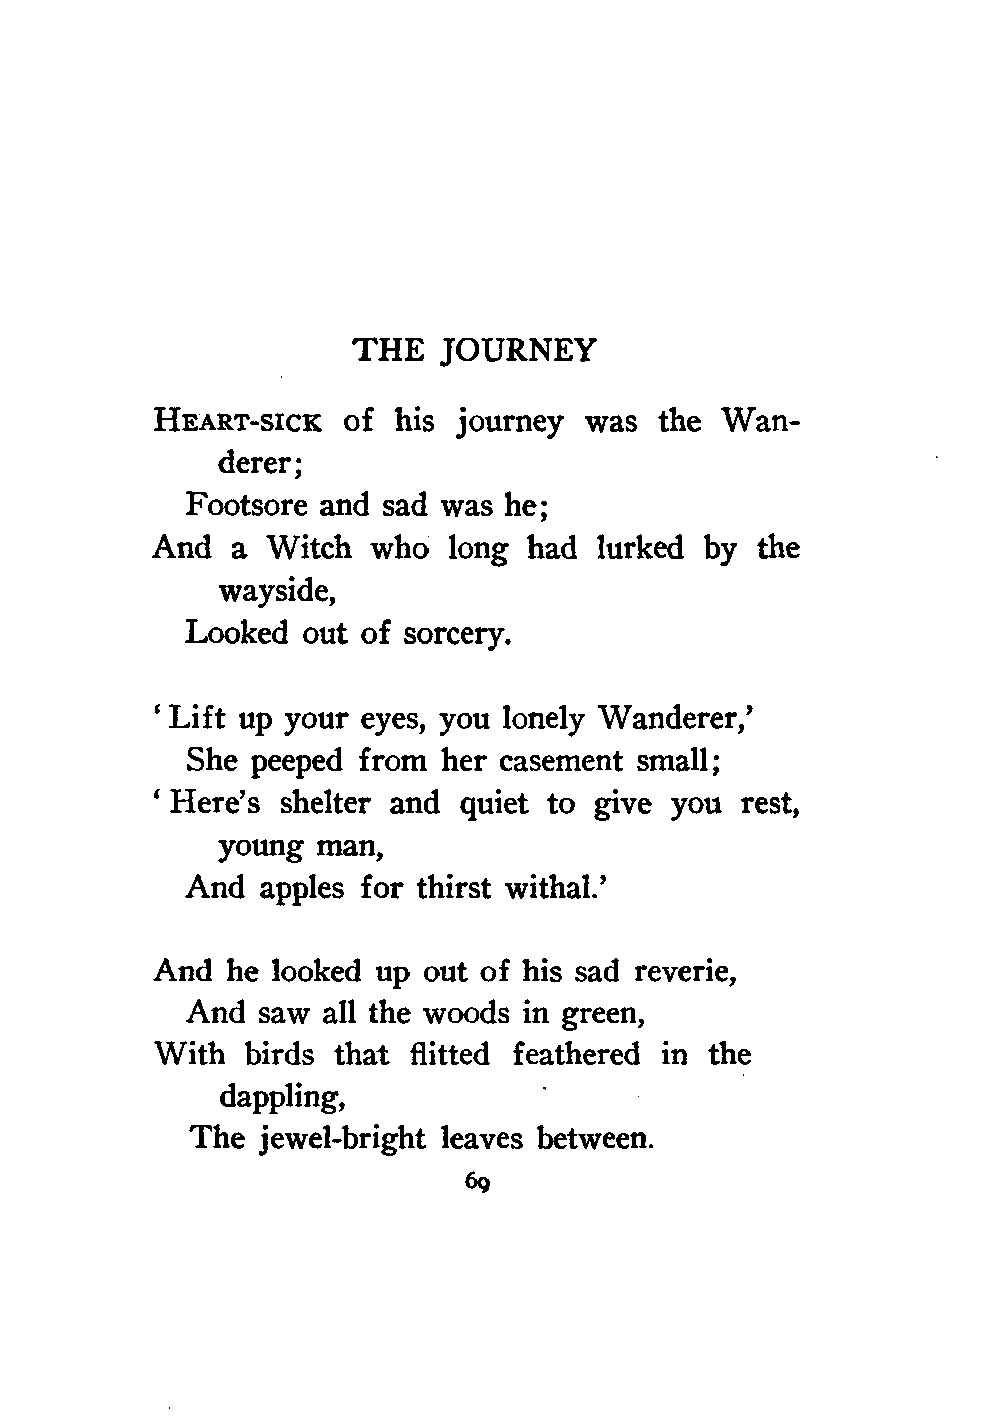 THE JOURNEY
HEART-SICK of his journey was the Wan-
derer;
Footsore and sad was he;
And a Witch who long had lurked by the
wayside,
Looked out of sorcery.
‘Lift up your eyes, you lonely Wanderer,’
She peeped from her casement small;
‘Here’s shelter and quiet to give you rest,
young man,
And apples for thirst withal.’
And he looked up out of his sad reverie,
And saw all the woods in green,
With birds that flitted feathered in the
dappling,
The jewel-bright leaves between.
69